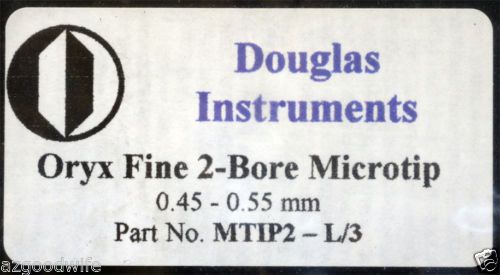 Douglas
Instruments
Oryx Fine 2-Bore Microtip
0.45 - 0.55 mm
Part No. MTIP2 – L/3
azgoodwife